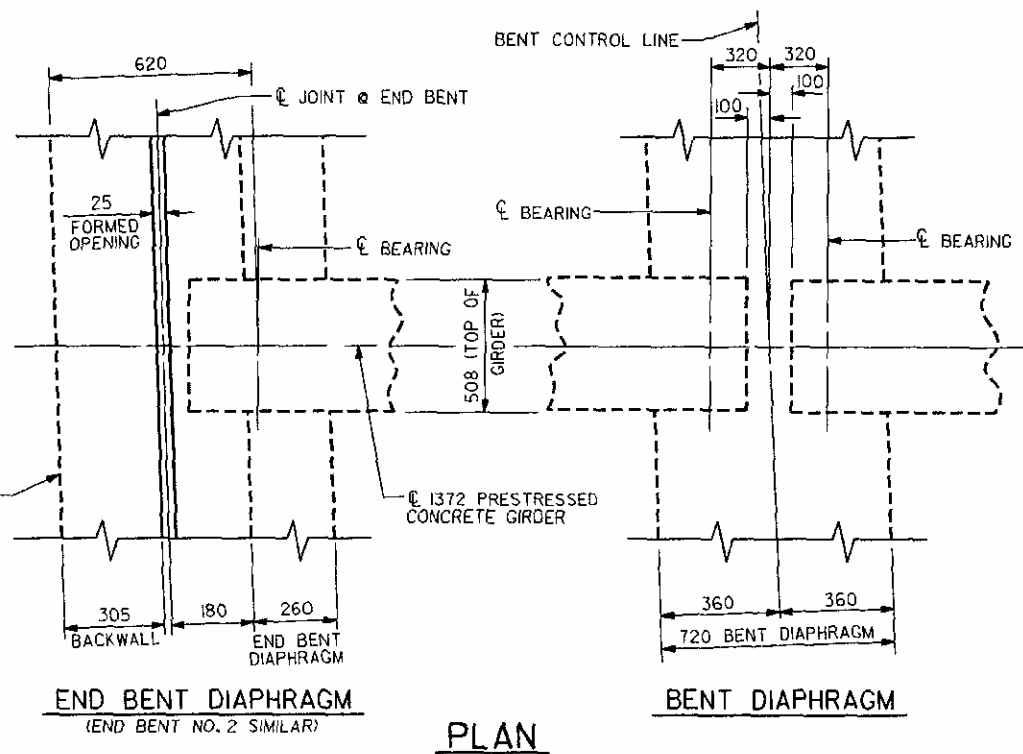 620
℄ JOINT @ END BENT
25
FORMED
OPENING
℄ BEARING
508 (TOP OF
GIRDER)
℄ 1372 PRESTRESSED
CONCRETE GIRDER
305
BACKWALL
180
260
END BENT
DIAPHRAGM
END BENT DIAPHRAGM
(END BENT NO. 2 SIMILAR)
BENT CONTROL LINE
320
320
100
100
℄ BEARING
℄ BEARING
360
360
720 BENT DIAPHRAGM
BENT DIAPHRAGM
PLAN